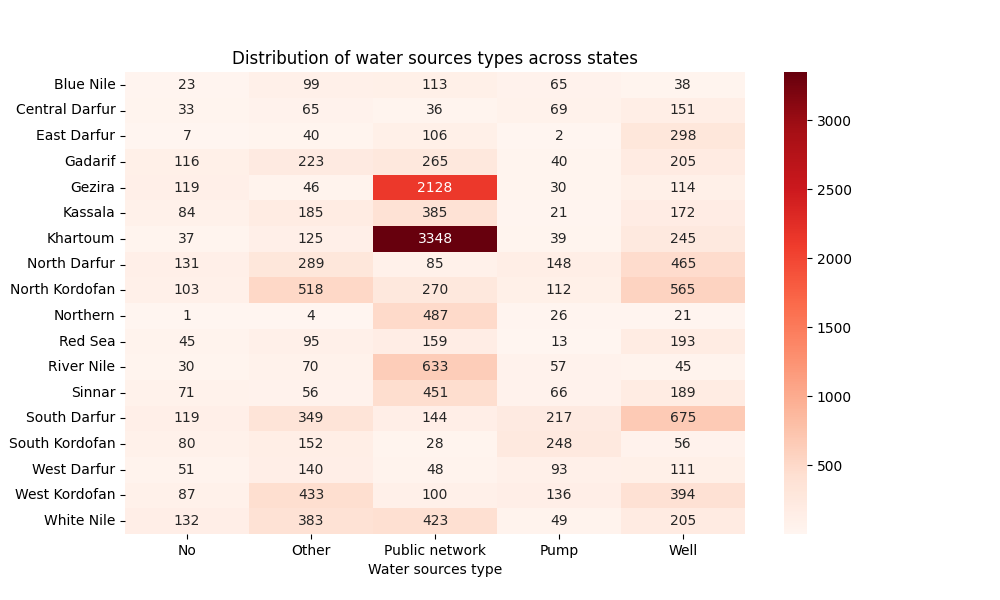 Distribution of water sources types across states
Blue Nile 23 99 113 65 38
Central Darfur 33 65 36 69 151 3000
East Darfur 7 40 106 2 298
Gadarif 116 223 265 40 205 2500
Gezira 119 46 2128 30 114
Kassala 84 185 385 21 172
Khartoum 37 125 3348 39 245 2000
North Darfur 131 289 85 148 465
North Kordofan 103 518 270 112 565
Northern 1 4 487 26 21 1500
Red Sea 45 95 159 13 193
River Nile 30 70 633 57 45
Sinnar 71 56 451 66 189 1000
South Darfur 119 349 144 217 675
South Kordofan 80 152 28 248 56
West Darfur 51 140 48 93 111 500
West Kordofan 87 433 100 136 394
White Nile 132 383 423 49 205
No Other Public network Pump Well
Water sources type